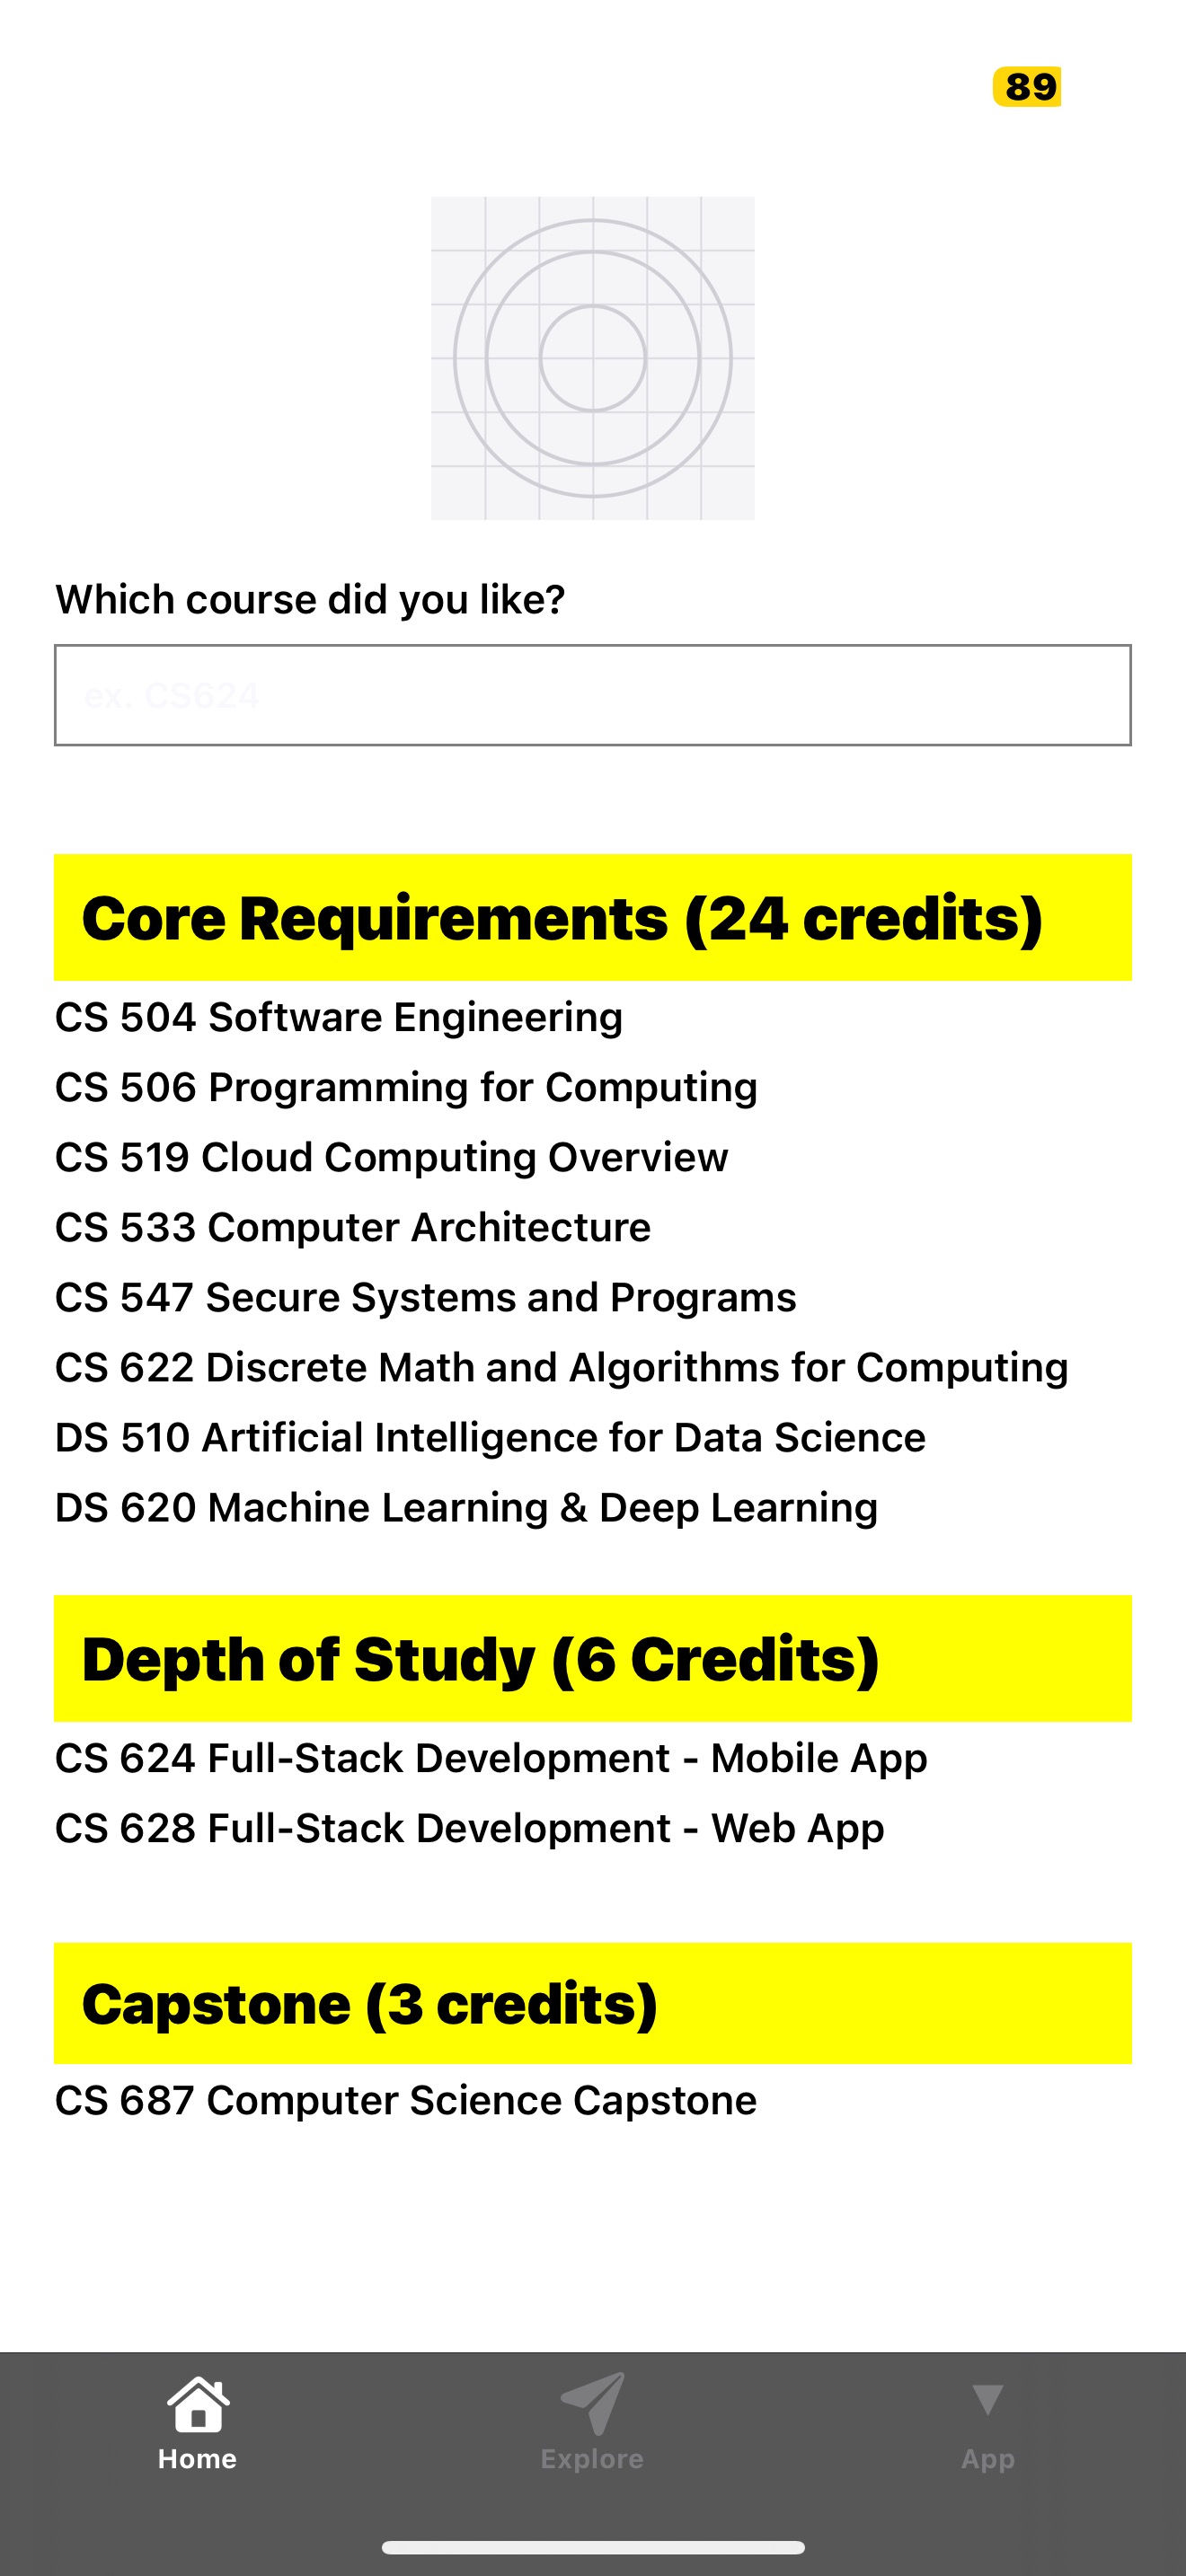 89
Which course did you like?
ex. CS624
Core Requirements (24 credits)
CS 504 Software Engineering
CS 506 Programming for Computing
CS 519 Cloud Computing Overview
CS 533 Computer Architecture
CS 547 Secure Systems and Programs
CS 622 Discrete Math and Algorithms for Computing
DS 510 Artificial Intelligence for Data Science
DS 620 Machine Learning & Deep Learning
Depth of Study (6 Credits)
CS 624 Full-Stack Development - Mobile App
CS 628 Full-Stack Development - Web App
Capstone (3 credits)
CS 687 Computer Science Capstone
Home Explore App